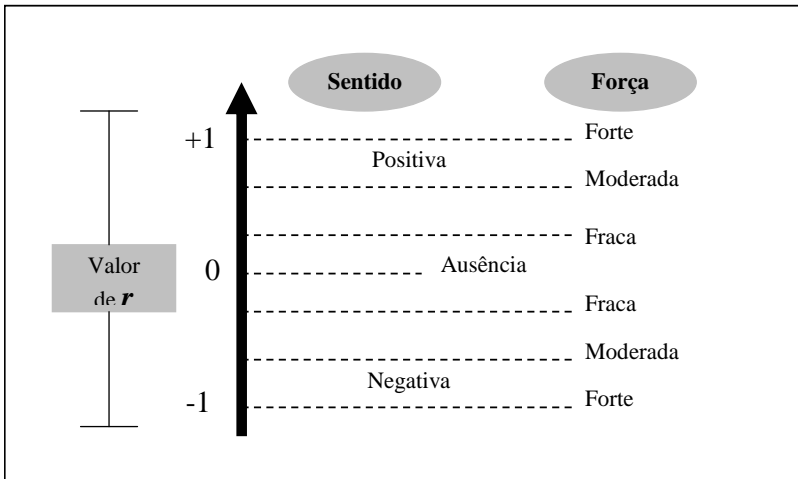 Sentido
Força
+1
Forte
Positiva
Moderada
Fraca
Valor
de r
0
Ausência
Fraca
Moderada
Negativa
-1
Forte